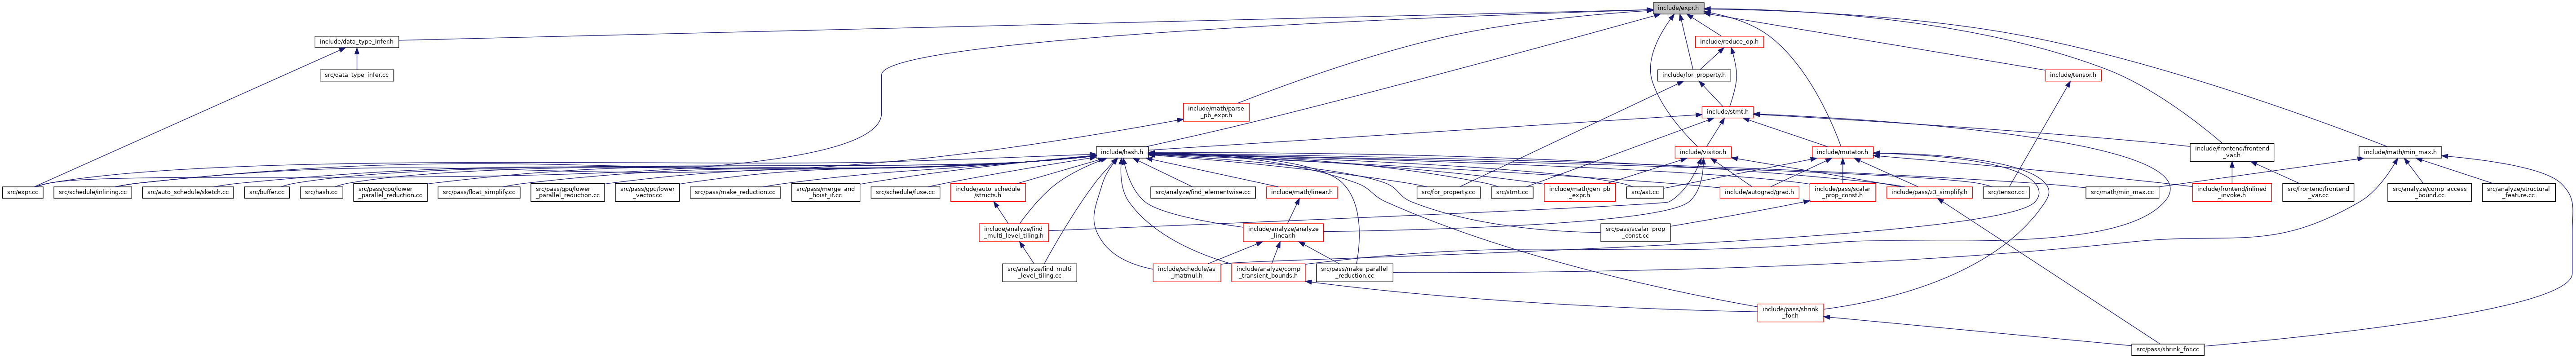 include/expr.h
include/data_type_infer.h
include/reduce_op.h
src/data_type_infer.cc
include/for_property.h
include/tensor.h
include/math/parse
_pb_expr.h
include/stmt.h
include/hash.h
include/visitor.h
include/mutator.h
include/frontend/frontend
_var.h
include/math/min_max.h
src/expr.cc
src/schedule/inlining.cc
src/auto_schedule/sketch.cc
src/buffer.cc
src/hash.cc
src/pass/cpu/lower
_parallel_reduction.cc
src/pass/float_simplify.cc
src/pass/gpu/lower
_parallel_reduction.cc
src/pass/gpu/lower
_vector.cc
src/pass/make_reduction.cc
src/pass/merge_and
_hoist_if.cc
src/schedule/fuse.cc
include/auto_schedule
/structs.h
src/analyze/find_elementwise.cc
include/math/linear.h
src/for_property.cc
src/stmt.cc
include/math/gen_pb
_expr.h
src/ast.cc
include/autograd/grad.h
include/pass/scalar
_prop_const.h
include/pass/z3_simplify.h
src/tensor.cc
src/math/min_max.cc
include/frontend/inlined
_invoke.h
src/frontend/frontend
_var.cc
src/analyze/comp_access
_bound.cc
src/analyze/structural
_feature.cc
include/analyze/find
_multi_level_tiling.h
include/analyze/analyze
_linear.h
src/pass/scalar_prop
_const.cc
src/analyze/find_multi
_level_tiling.cc
include/schedule/as
_matmul.h
include/analyze/comp
_transient_bounds.h
src/pass/make_parallel
_reduction.cc
include/pass/shrink
_for.h
src/pass/shrink_for.cc